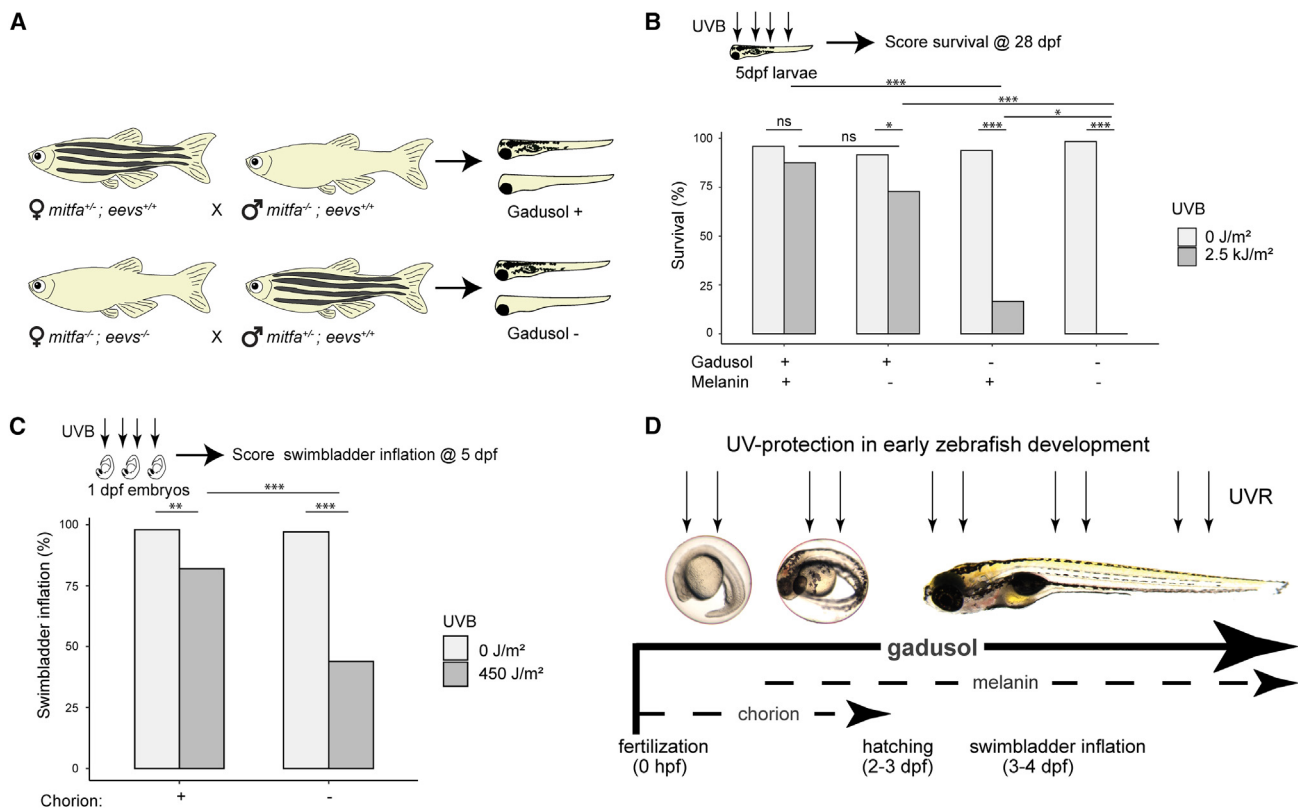 A
♀ mitfa+/- ; eevs+/+ X ♂ mitfa-/- ; eevs+/+
Gadusol +
♀ mitfa-/- ; eevs-/- X ♂ mitfa+/- ; eevs+/+
Gadusol -
B
UVB
Score survival @ 28 dpf
5dpf larvae
***
***
*
ns * *** ***
ns
100
75
50
25
0
Survival (%)
UVB
0 J/m²
2.5 kJ/m²
Gadusol + + - -
Melanin + - + -
C
UVB
Score swimbladder inflation @ 5 dpf
1 dpf embryos
***
** ***
100
75
50
25
0
Swimbladder inflation (%)
UVB
0 J/m²
450 J/m²
Chorion: + -
D
UV-protection in early zebrafish development
UVR
gadusol
melanin
chorion
fertilization hatching swimbladder inflation
(0 hpf) (2-3 dpf) (3-4 dpf)